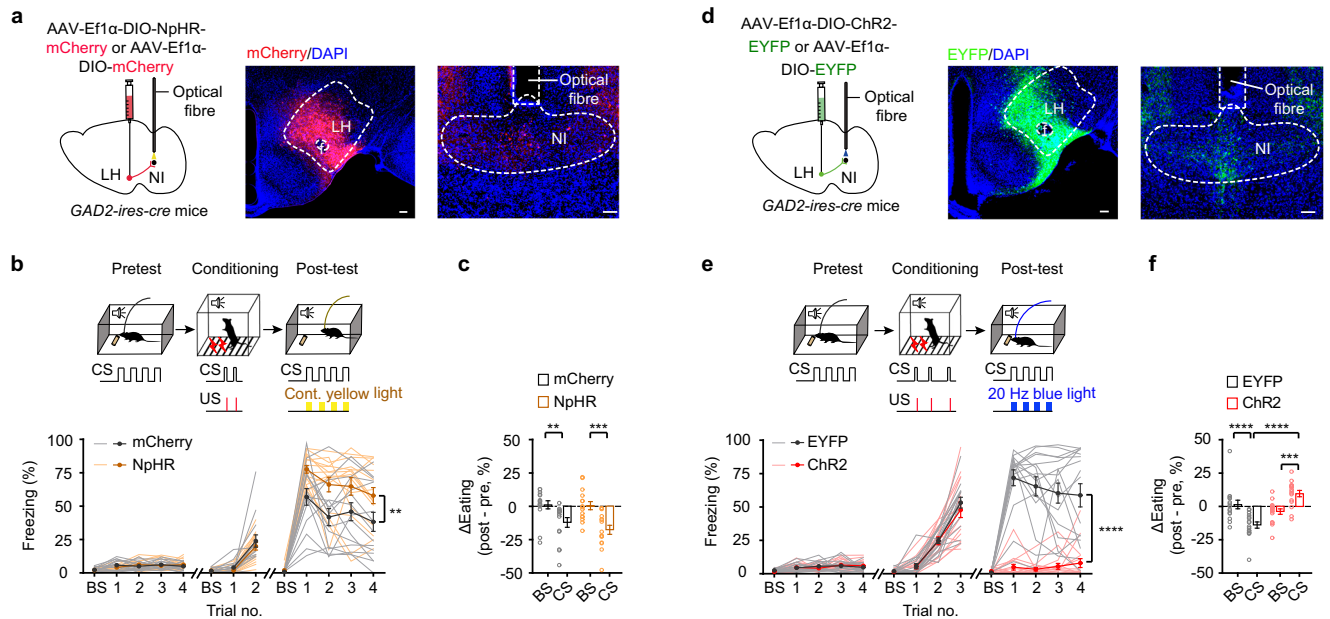 a
AAV-Ef1α-DIO-NpHR-
mCherry or AAV-Ef1α-
DIO-mCherry
Optical
fibre
LH
NI
GAD2-ires-cre mice
mCherry/DAPI
LH
f
Optical
fibre
NI
b
Pretest
Conditioning
Post-test
CS
CS
CS
US
Cont. yellow light
mCherry
NpHR
Freezing (%)
100
75
50
25
0
**
BS 1 2 3 4
BS 1 2
BS 1 2 3 4
Trial no.
c
mCherry
NpHR
**
***
ΔEating
(post - pre, %)
50
25
0
-25
-50
BS CS BS CS
d
AAV-Ef1α-DIO-ChR2-
EYFP or AAV-Ef1α-
DIO-EYFP
Optical
fibre
LH
NI
GAD2-ires-cre mice
EYFP/DAPI
LH
f
Optical
fibre
NI
e
Pretest
Conditioning
Post-test
CS
CS
CS
US
20 Hz blue light
EYFP
ChR2
Freezing (%)
100
75
50
25
0
****
BS 1 2 3 4
BS 1 2 3
BS 1 2 3 4
Trial no.
f
EYFP
ChR2
****
****
***
ΔEating
(post - pre, %)
50
25
0
-25
-50
BS CS BS CS